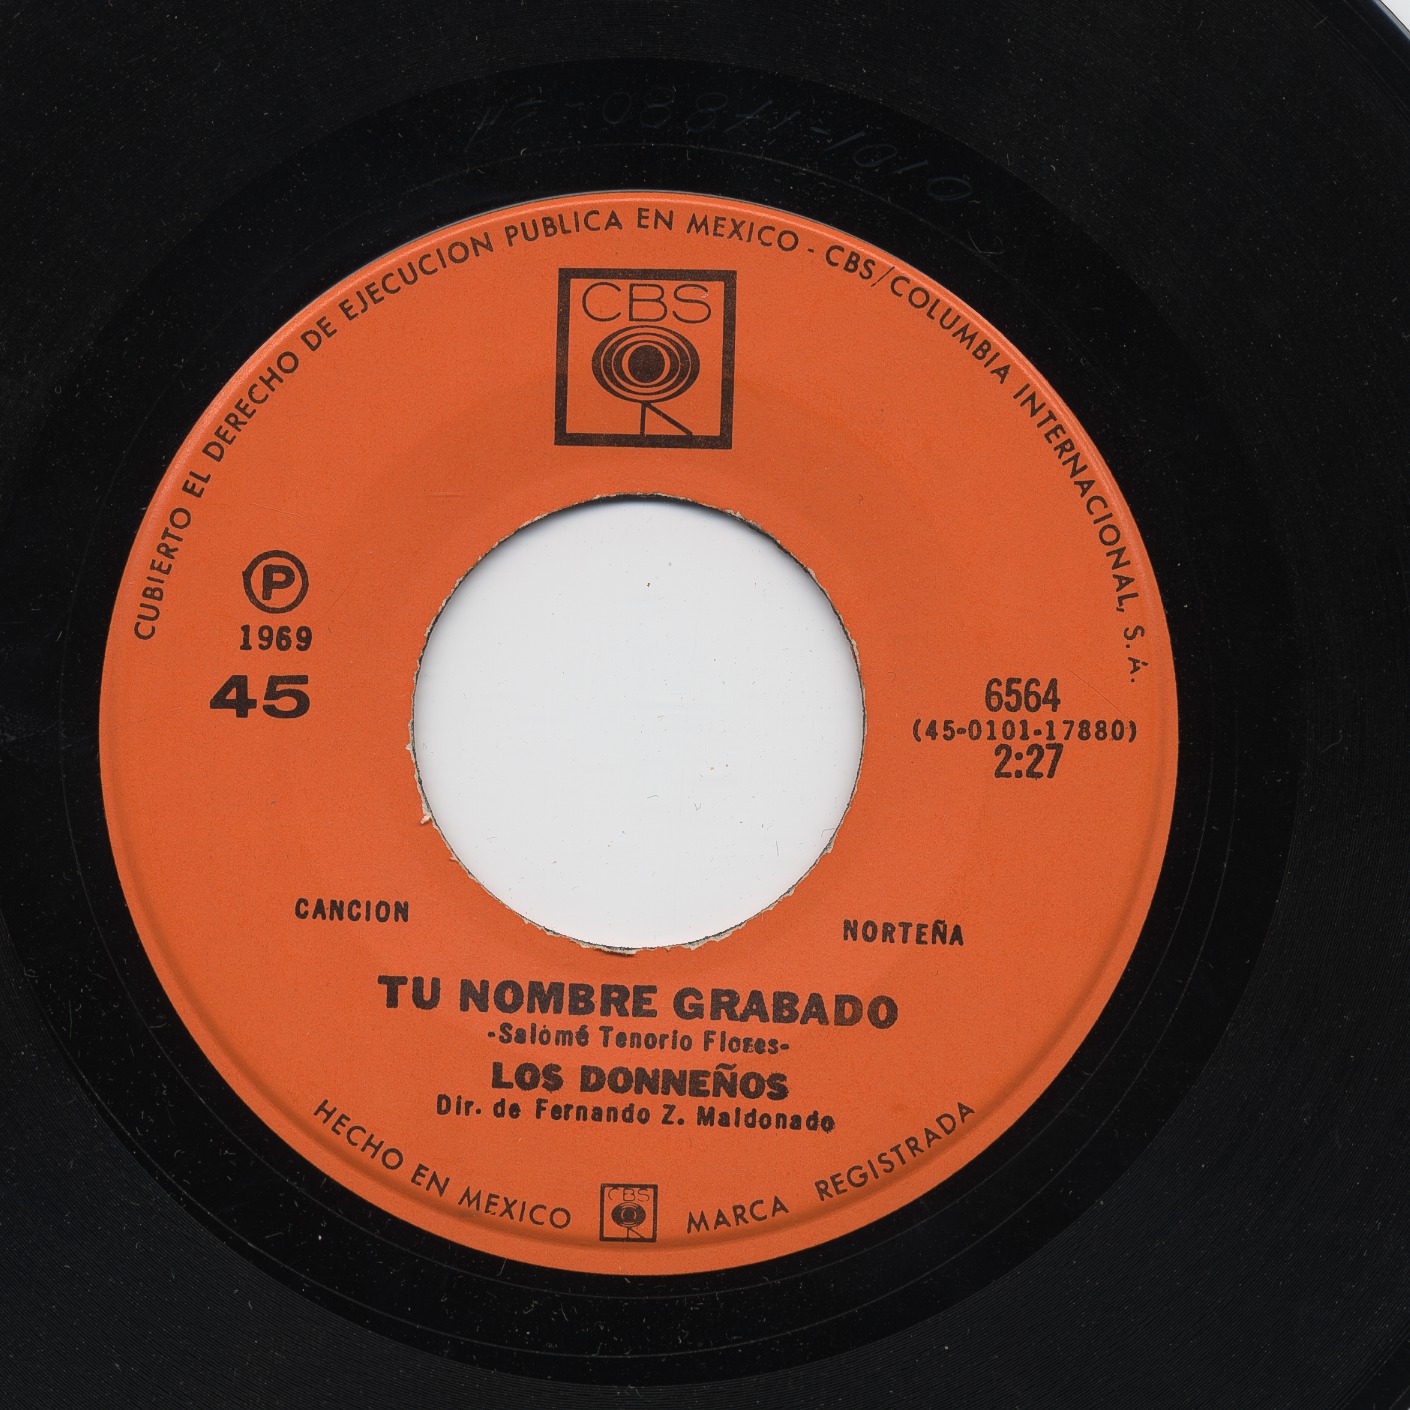 CUBIERTO EL DERECHO DE EJECUCION PUBLICA EN MEXICO - CBS/COLUMBIA INTERNACIONAL, S. A.
CBS
Ⓟ
1969
45
6564
(45-0101-17880)
2:27
CANCION NORTEÑA
TU NOMBRE GRABADO
-Salomé Tenorio Flores-
LOS DONNEÑOS
Dir. de Fernando Z. Maldonado
HECHO EN MEXICO CBS MARCA REGISTRADA